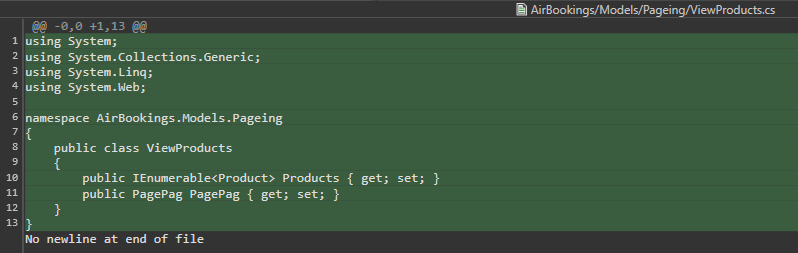 AirBookings/Models/Pageing/ViewProducts.cs
@@ -0,0 +1,13 @@
1 using System;
2 using System.Collections.Generic;
3 using System.Linq;
4 using System.Web;
5
6 namespace AirBookings.Models.Pageing
7 {
8     public class ViewProducts
9     {
10         public IEnumerable<Product> Products { get; set; }
11         public PagePag PagePag { get; set; }
12     }
13 }
No newline at end of file